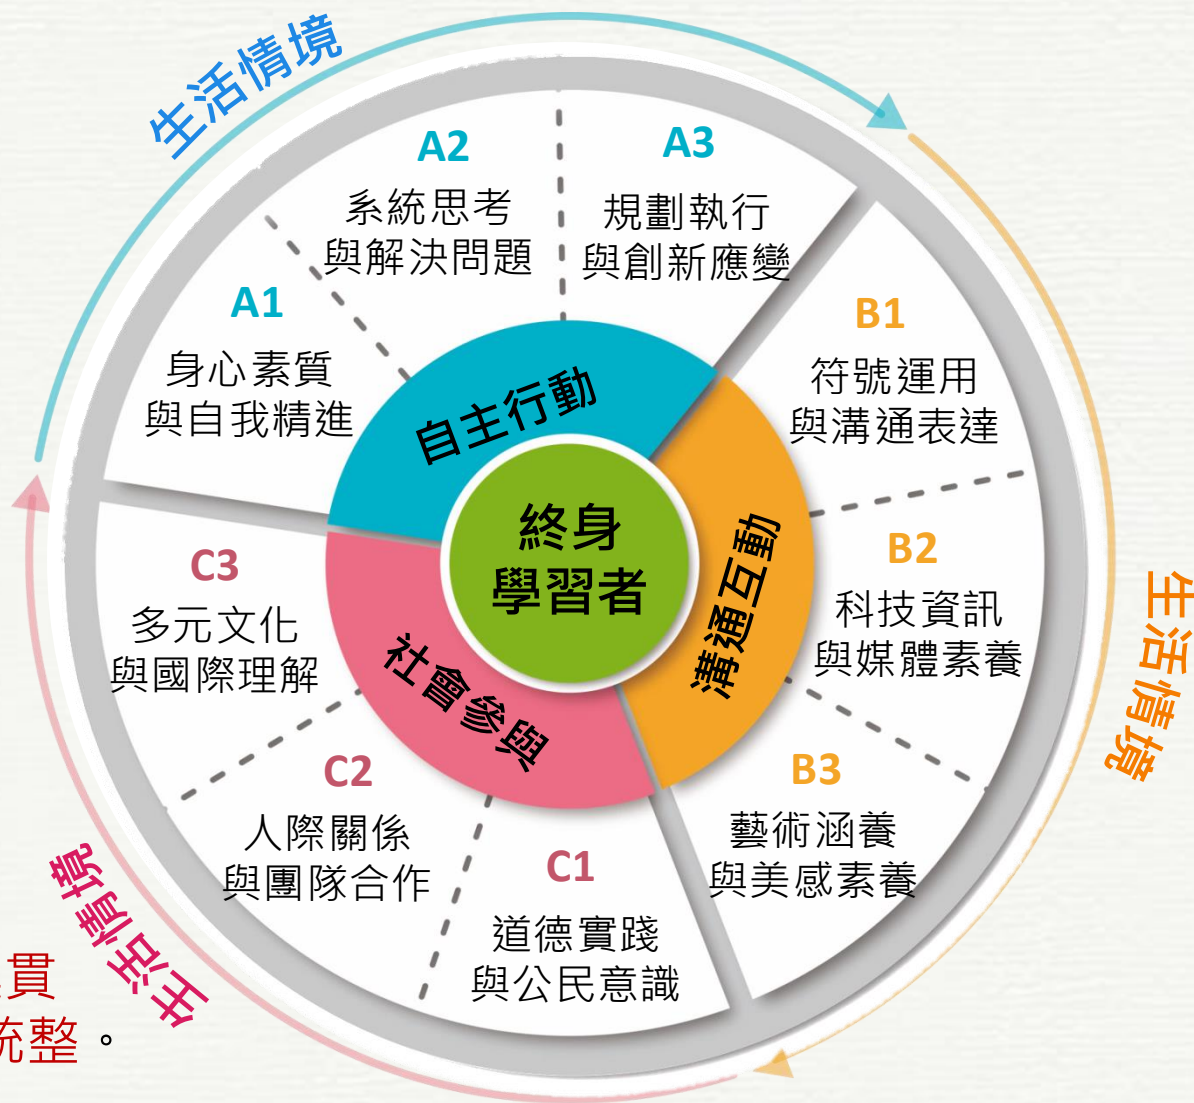 生活情境
A1
身心素質
與自我精進
A2
系統思考
與解決問題
A3
規劃執行
與創新應變
自主行動
生活情境
B1
符號運用
與溝通表達
B2
科技資訊
與媒體素養
B3
藝術涵養
與美感素養
溝通互動
生活情境
C1
道德實踐
與公民意識
C2
人際關係
與團隊合作
C3
多元文化
與國際理解
社會參與
終身
學習者
貫
統整。